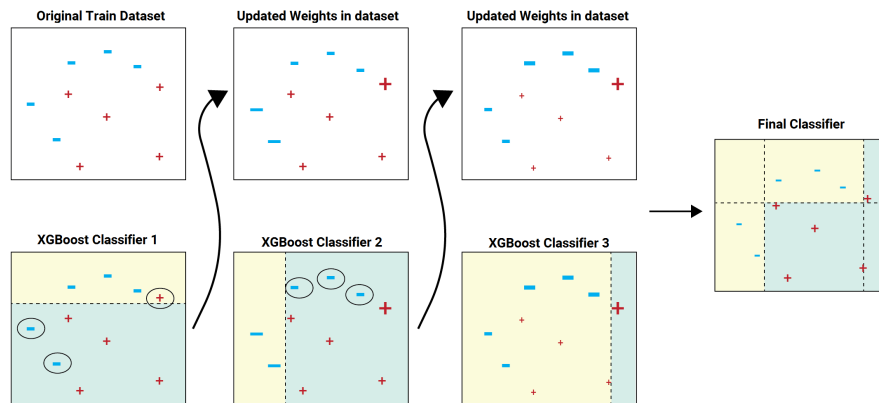 Original Train Dataset
Updated Weights in dataset
Updated Weights in dataset
Final Classifier
XGBoost Classifier 1
XGBoost Classifier 2
XGBoost Classifier 3